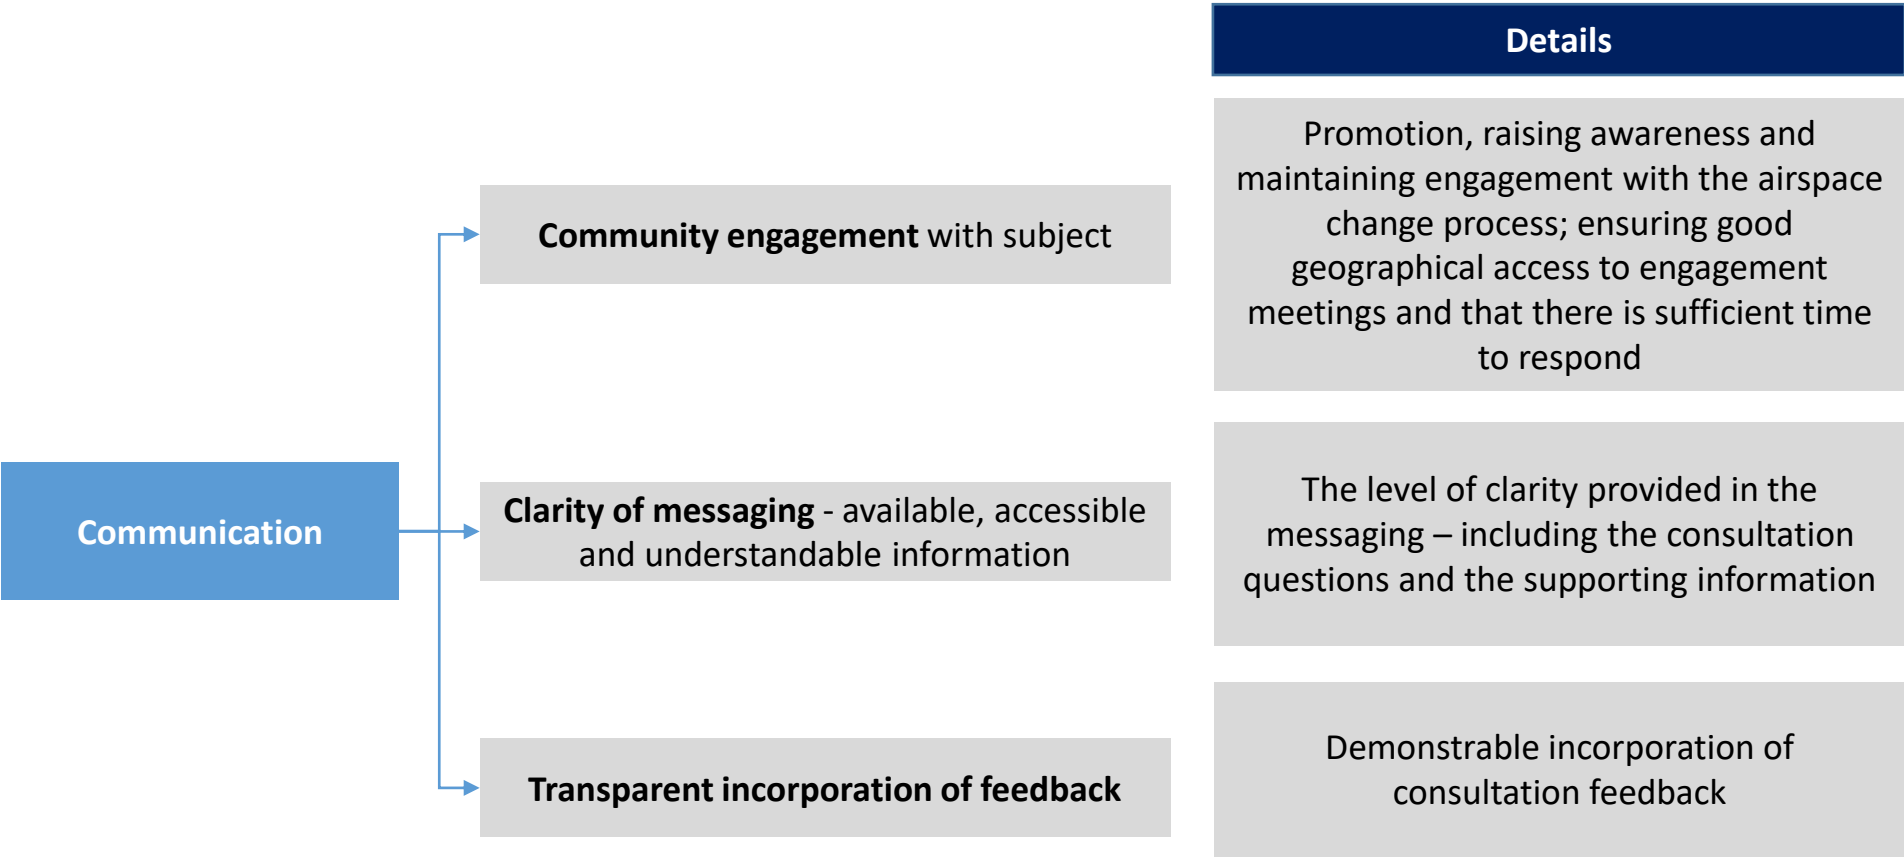 Details
Promotion, raising awareness and
maintaining engagement with the airspace
change process; ensuring good
geographical access to engagement
meetings and that there is sufficient time
to respond
Community engagement with subject
Communication
Clarity of messaging - available, accessible
and understandable information
The level of clarity provided in the
messaging – including the consultation
questions and the supporting information
Transparent incorporation of feedback
Demonstrable incorporation of
consultation feedback